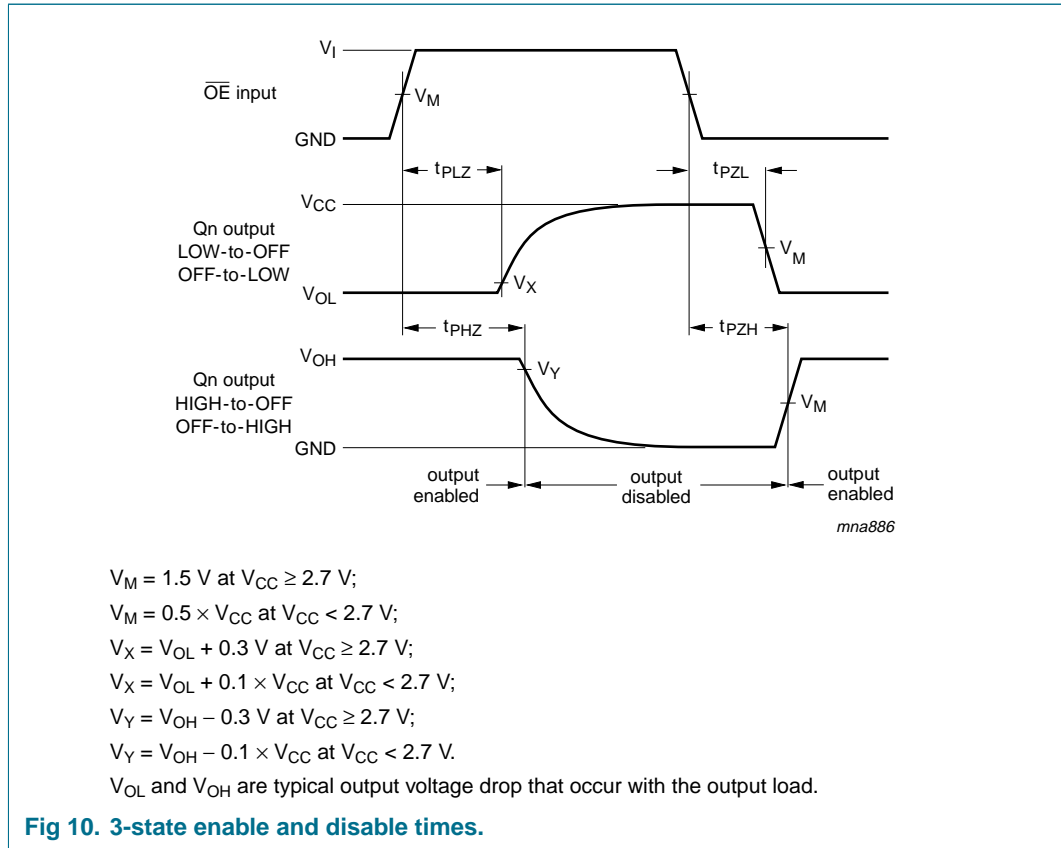 V_I
OE input
V_M
GND
t_PLZ
t_PZL
V_CC
Qn output
LOW-to-OFF
OFF-to-LOW
V_M
V_X
V_OL
t_PHZ
t_PZH
V_OH
V_Y
Qn output
HIGH-to-OFF
OFF-to-HIGH
V_M
GND
output
enabled
output
disabled
output
enabled
mna886
V_M = 1.5 V at V_CC ≥ 2.7 V;
V_M = 0.5 × V_CC at V_CC < 2.7 V;
V_X = V_OL + 0.3 V at V_CC ≥ 2.7 V;
V_X = V_OL + 0.1 × V_CC at V_CC < 2.7 V;
V_Y = V_OH − 0.3 V at V_CC ≥ 2.7 V;
V_Y = V_OH − 0.1 × V_CC at V_CC < 2.7 V.
V_OL and V_OH are typical output voltage drop that occur with the output load.
Fig 10. 3-state enable and disable times.